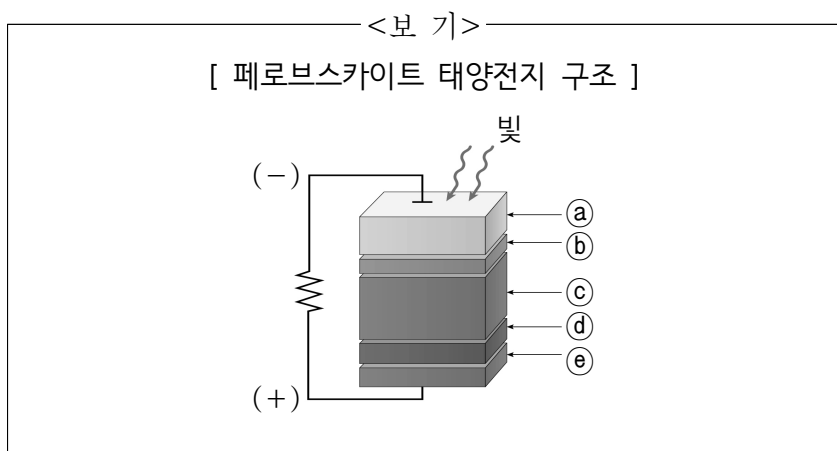 <보 기>
[ 페로브스카이트 태양전지 구조 ]
빛
(−)
ⓐ
ⓑ
ⓒ
ⓓ
ⓔ
(+)